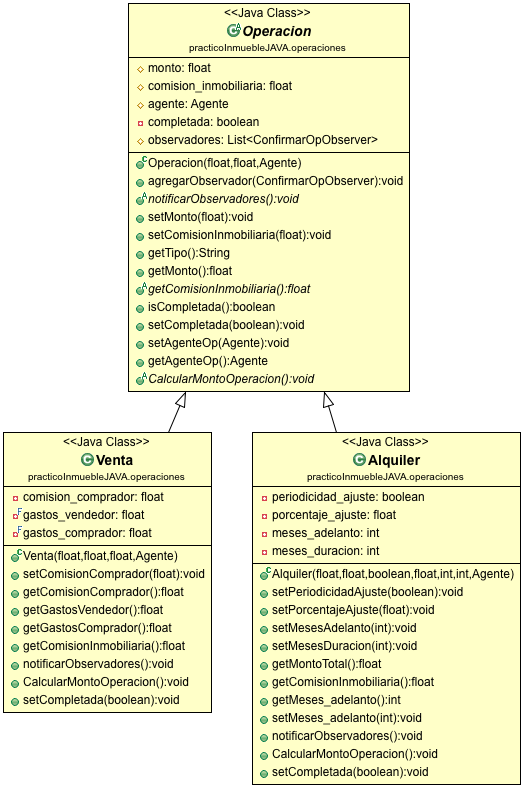 <<Java Class>>
Operacion
practicoInmuebleJAVA.operaciones
monto: float
comision_inmobiliaria: float
agente: Agente
completada: boolean
observadores: List<ConfirmarOpObserver>
Operacion(float,float,Agente)
agregarObservador(ConfirmarOpObserver):void
notificarObservadores():void
setMonto(float):void
setComisionInmobiliaria(float):void
getTipo():String
getMonto():float
getComisionInmobiliaria():float
isCompletada():boolean
setCompletada(boolean):void
setAgenteOp(Agente):void
getAgenteOp():Agente
CalcularMontoOperacion():void
<<Java Class>>
Venta
practicoInmuebleJAVA.operaciones
comision_comprador: float
gastos_vendedor: float
gastos_comprador: float
Venta(float,float,float,Agente)
setComisionComprador(float):void
getComisionComprador():float
getGastosVendedor():float
getGastosComprador():float
getComisionInmobiliaria():float
notificarObservadores():void
CalcularMontoOperacion():void
setCompletada(boolean):void
<<Java Class>>
Alquiler
practicoInmuebleJAVA.operaciones
periodicidad_ajuste: boolean
porcentaje_ajuste: float
meses_adelanto: int
meses_duracion: int
Alquiler(float,float,boolean,float,int,int,Agente)
setPeriodicidadAjuste(boolean):void
setPorcentajeAjuste(float):void
setMesesAdelanto(int):void
setMesesDuracion(int):void
getMontoTotal():float
getComisionInmobiliaria():float
getMeses_adelanto():int
setMeses_adelanto(int):void
notificarObservadores():void
CalcularMontoOperacion():void
setCompletada(boolean):void